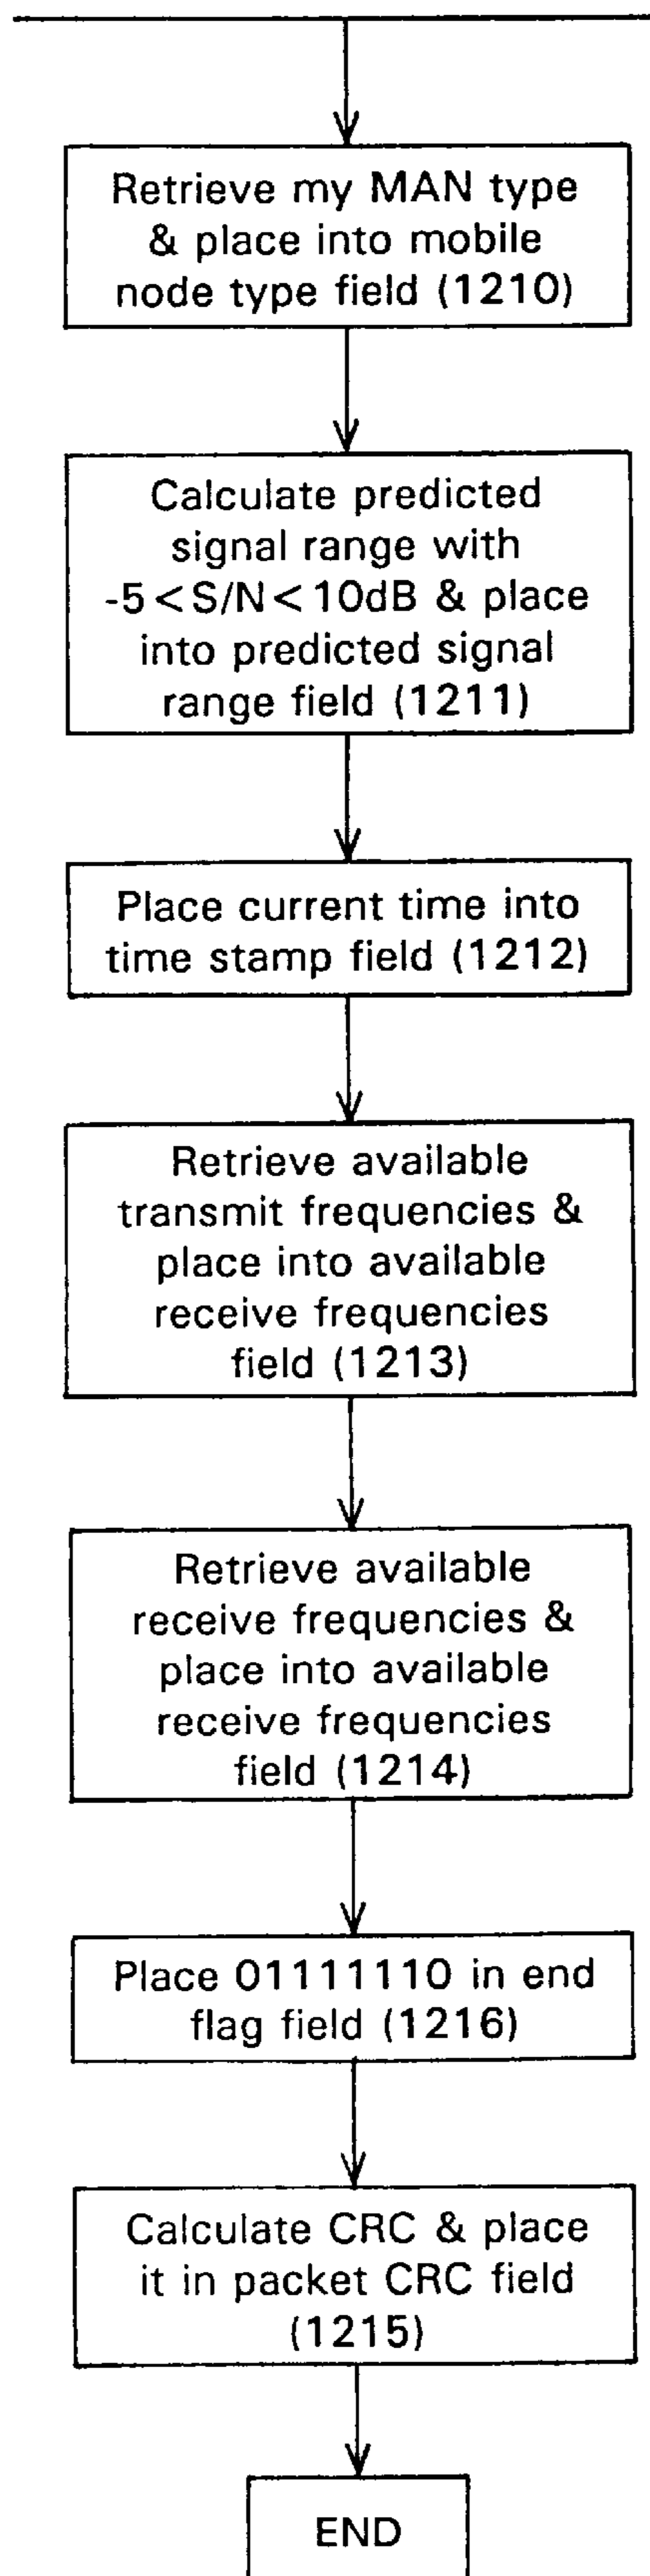 Retrieve my MAN type
& place into mobile
node type field (1210)
Calculate predicted
signal range with
-5<S/N<10dB & place
into predicted signal
range field (1211)
Place current time into
time stamp field (1212)
Retrieve available
transmit frequencies &
place into available
receive frequencies
field (1213)
Retrieve available
receive frequencies &
place into available
receive frequencies
field (1214)
Place 01111110 in end
flag field (1216)
Calculate CRC & place
it in packet CRC field
(1215)
END